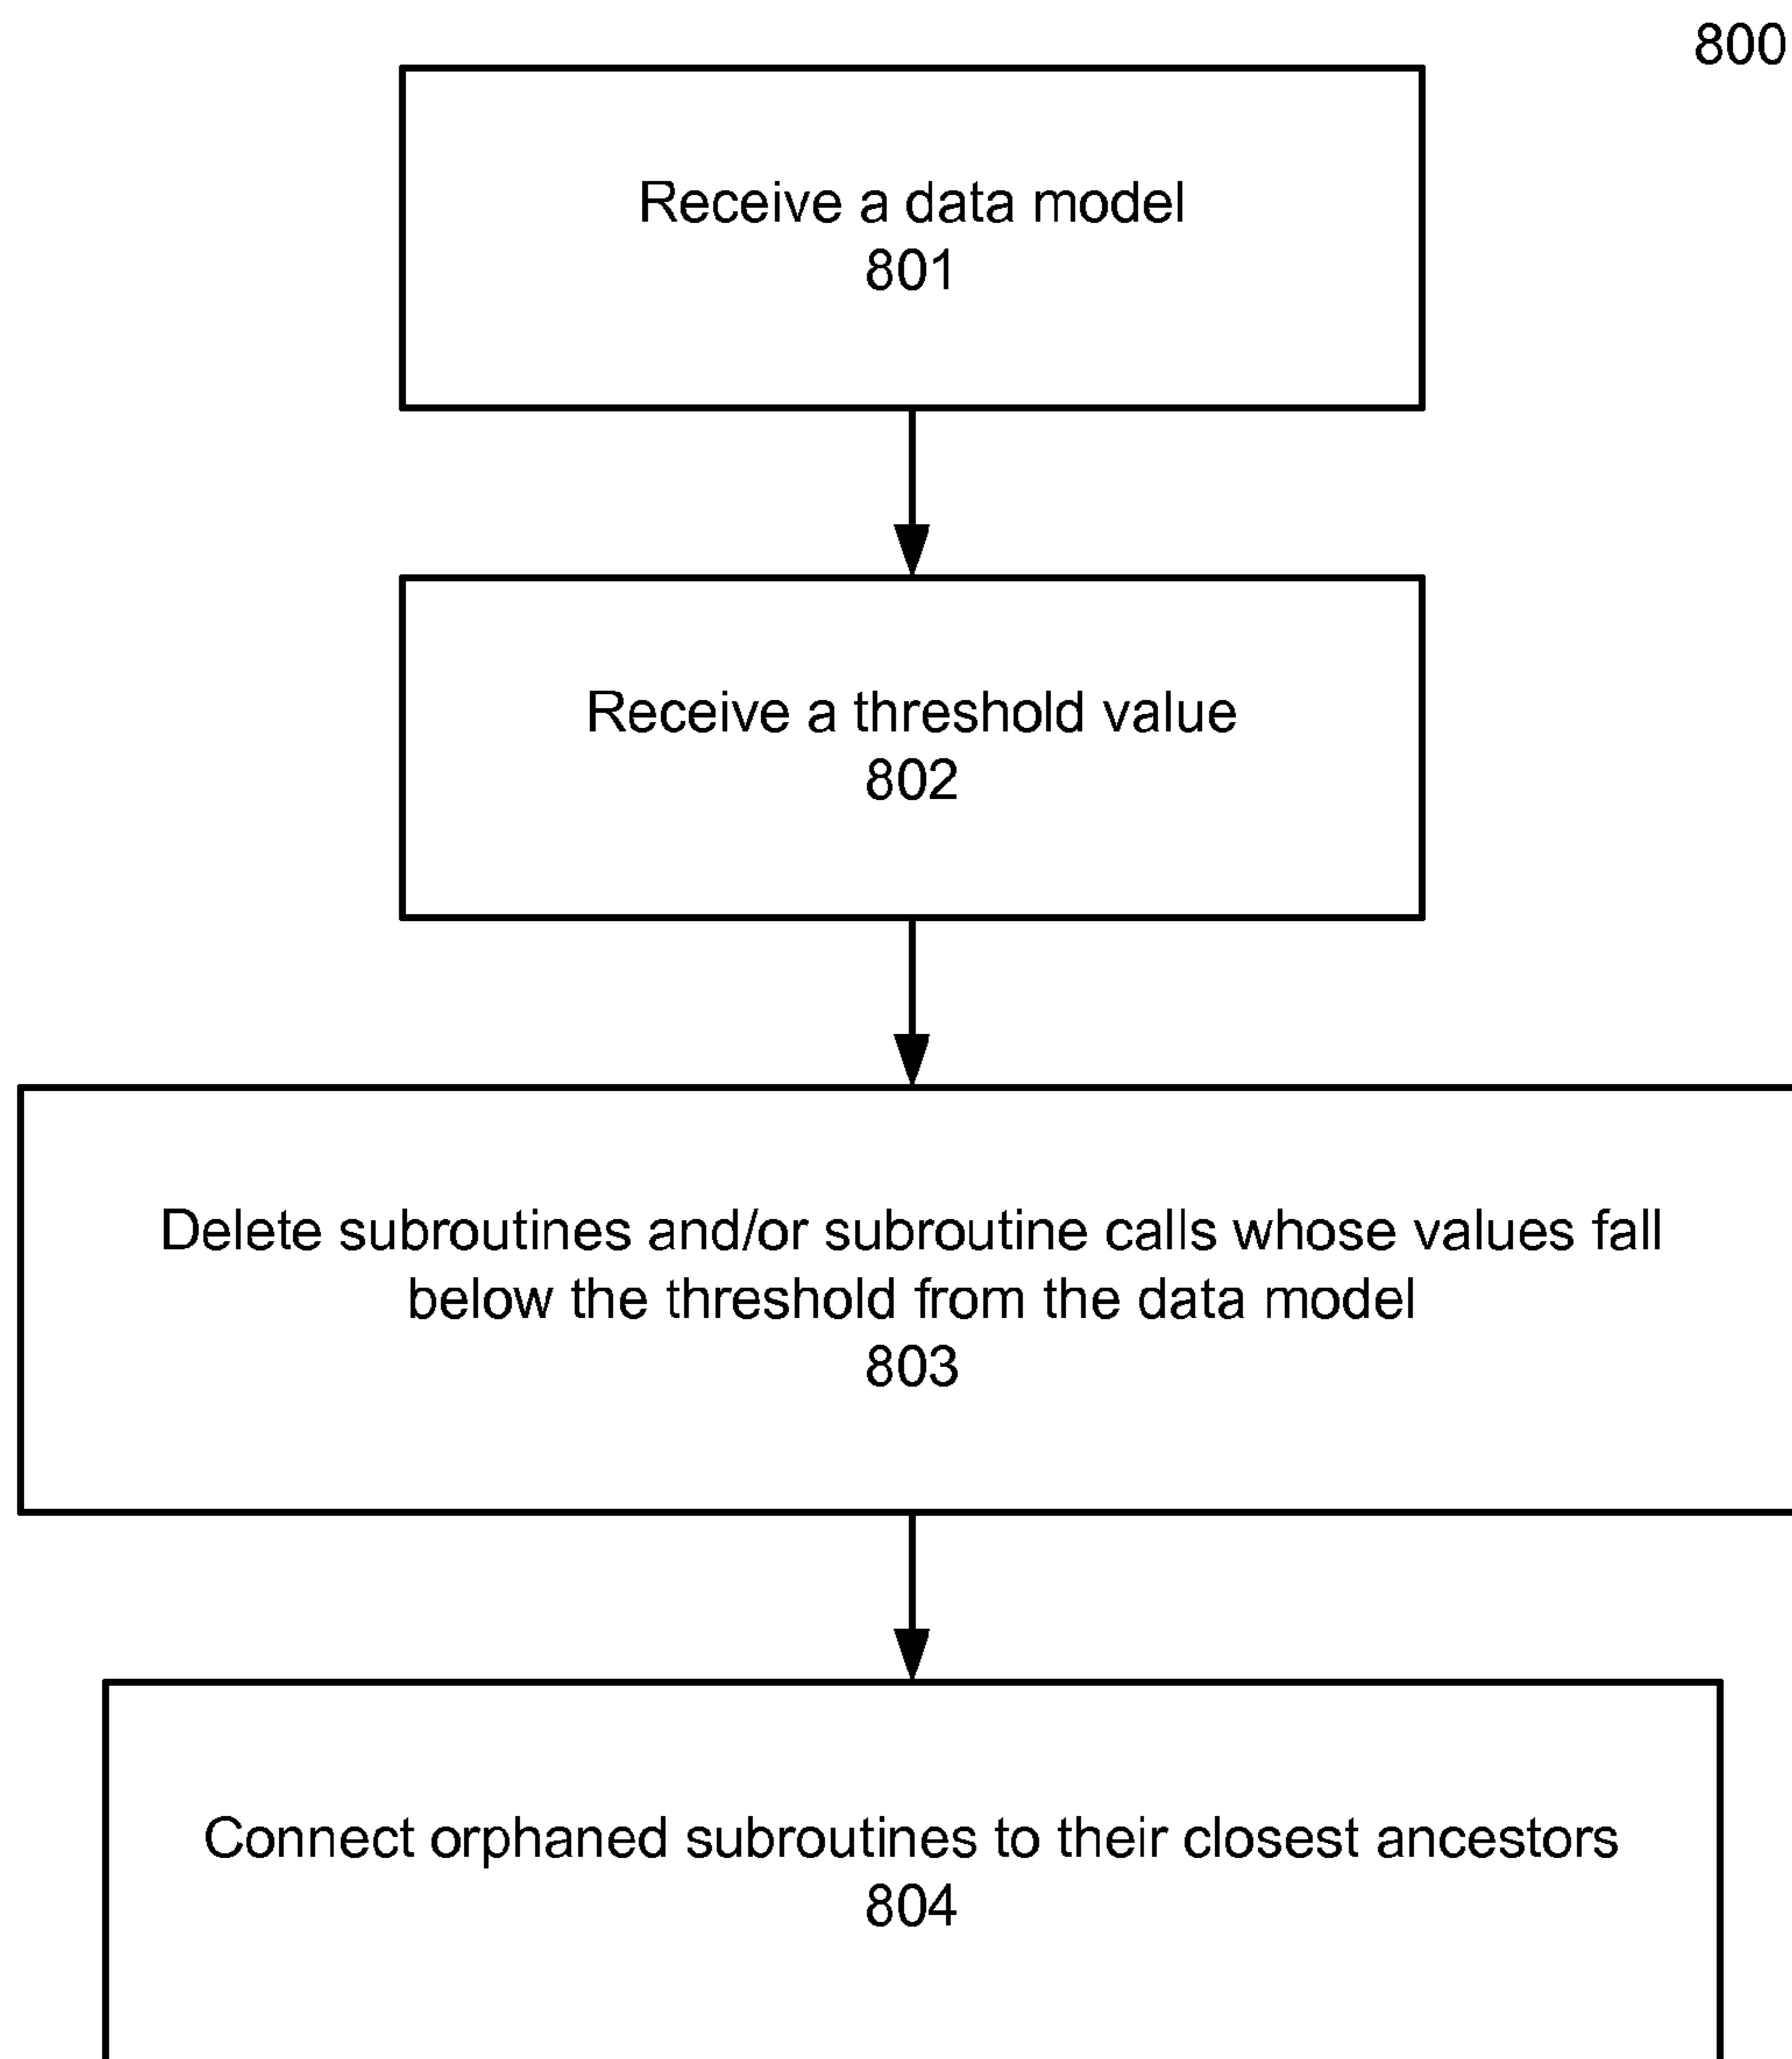 800
Receive a data model
801
Receive a threshold value
802
Delete subroutines and/or subroutine calls whose values fall
below the threshold from the data model
803
Connect orphaned subroutines to their closest ancestors
804